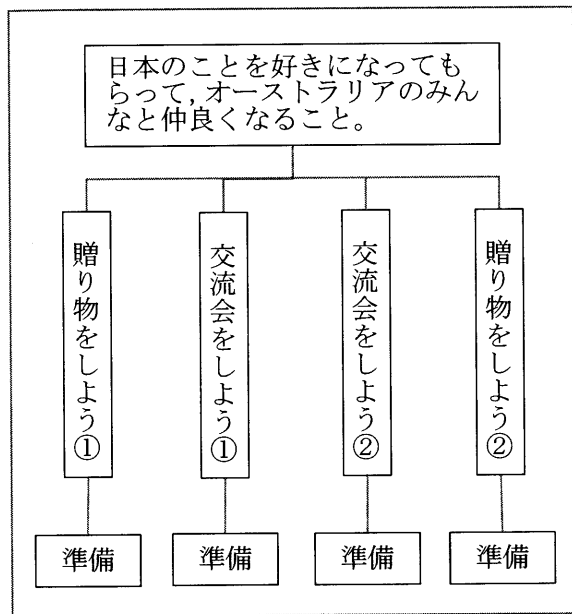 日本のことを好きになっても
らって,オーストラリアのみん
なと仲良くなること。
贈り物をしよう①
交流会をしよう①
交流会をしよう②
贈り物をしよう②
準備
準備
準備
準備